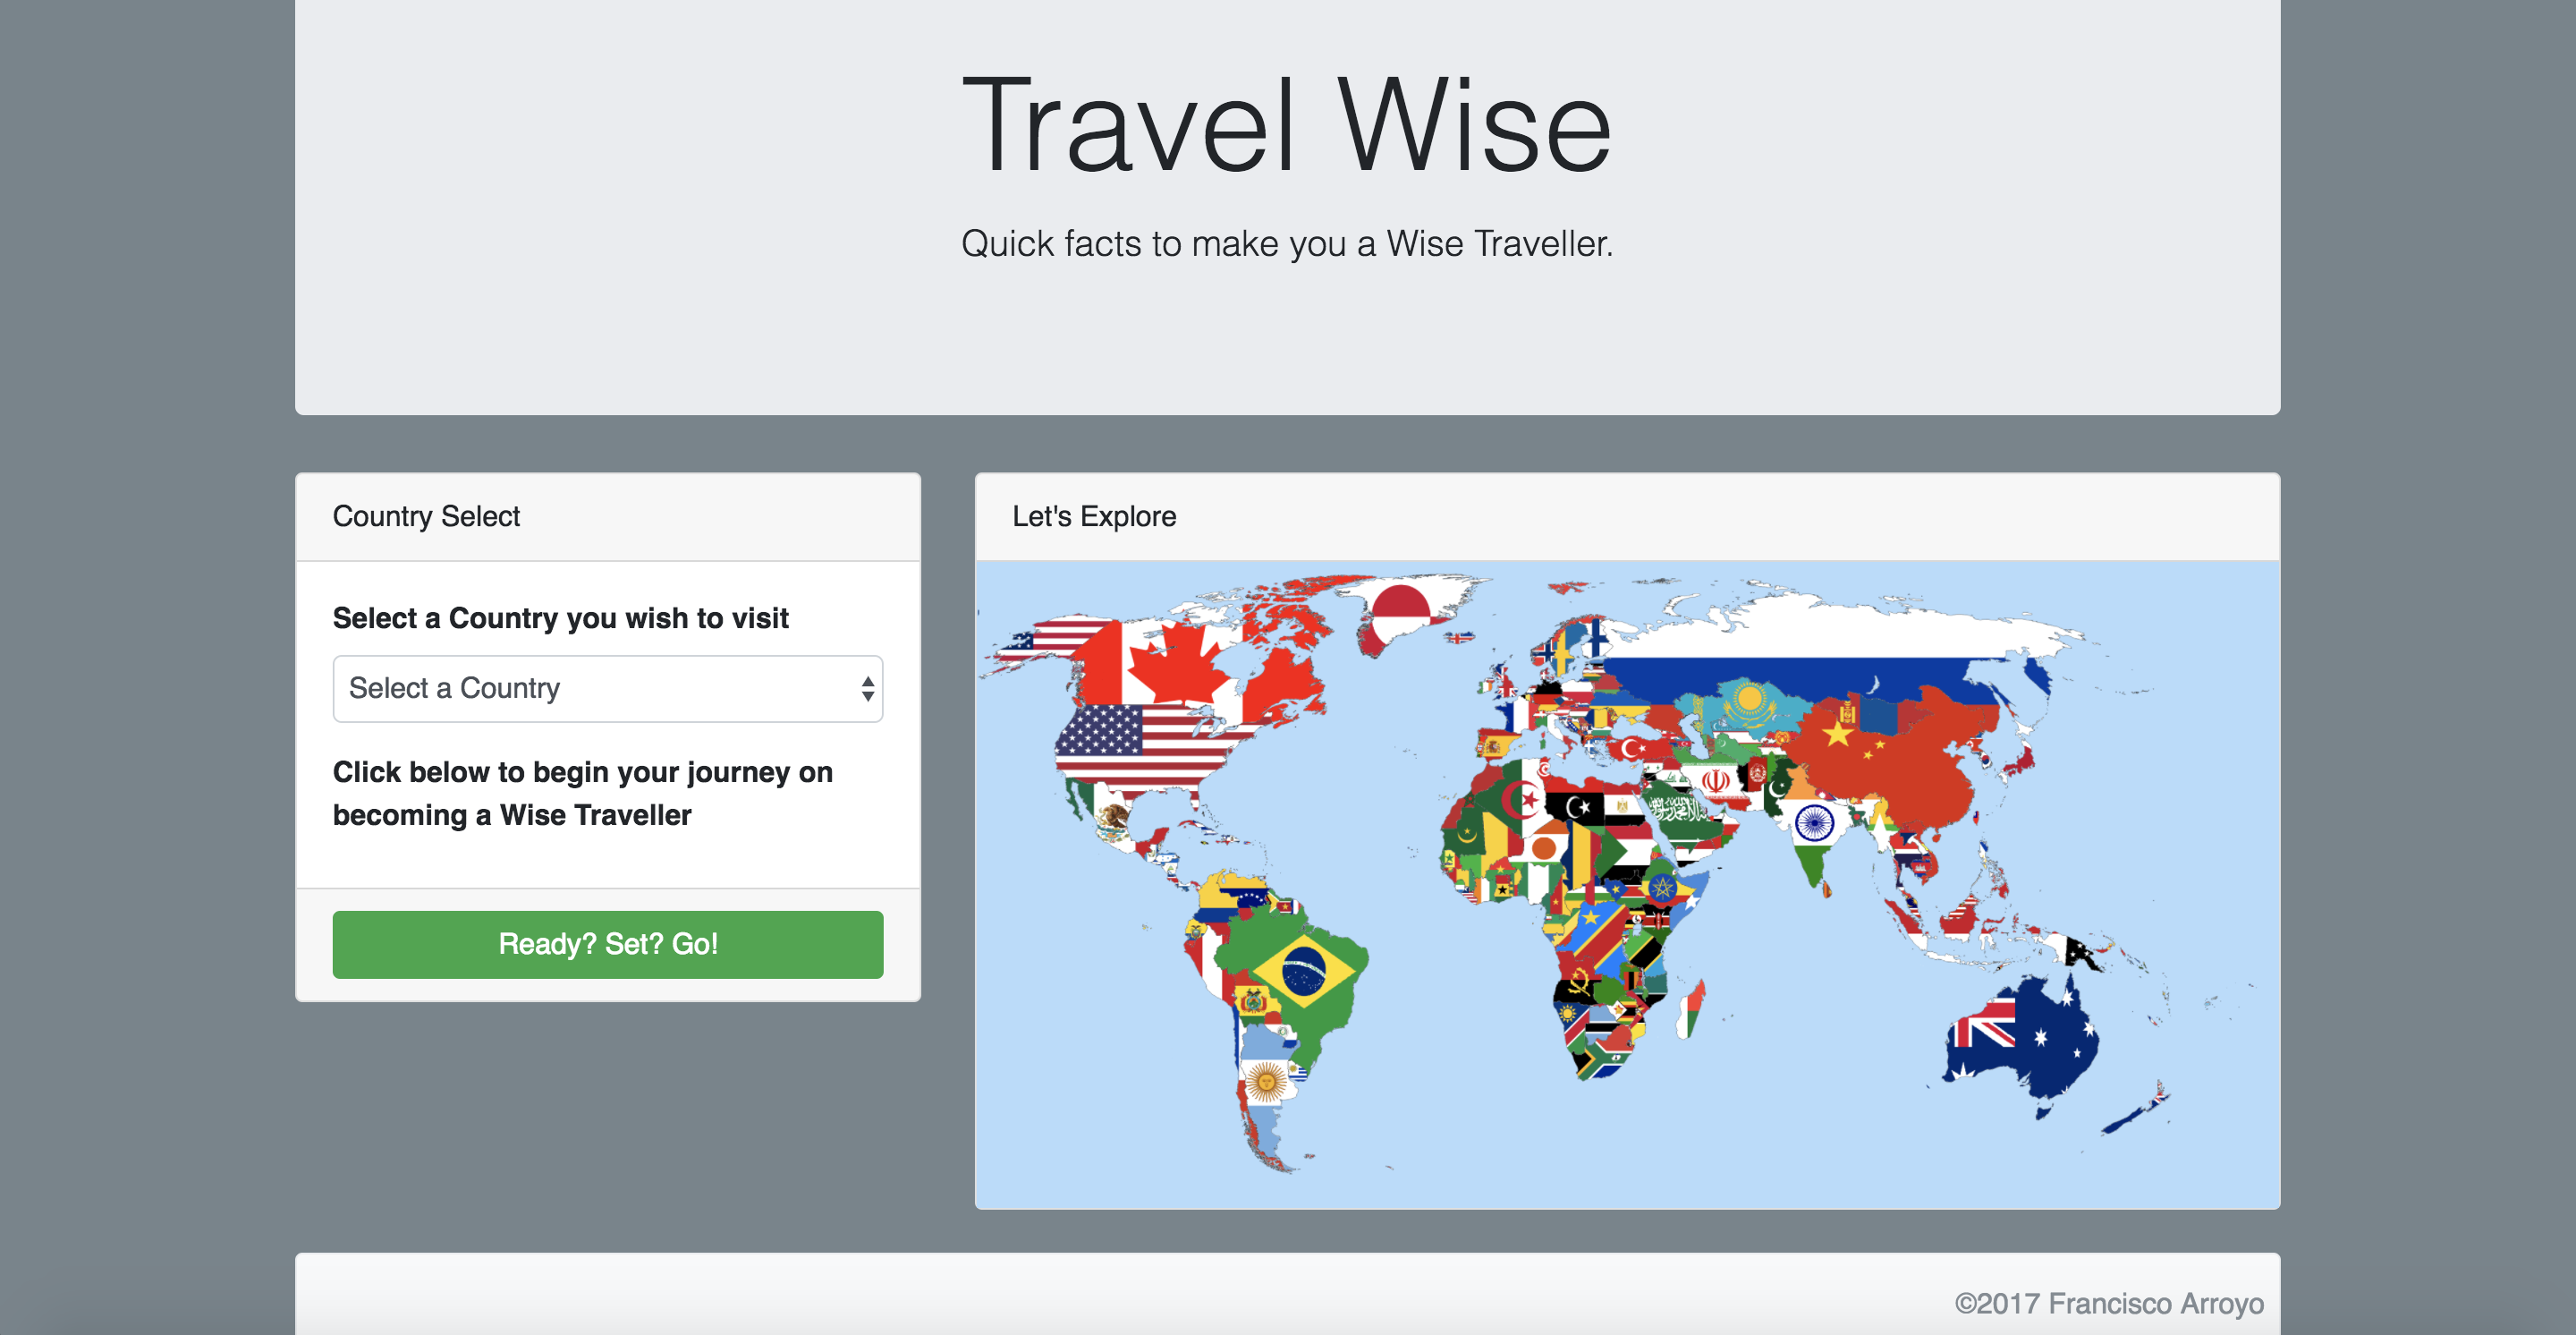 Travel Wise
Quick facts to make you a Wise Traveller.
Country Select
Select a Country you wish to visit
Select a Country
Click below to begin your journey on
becoming a Wise Traveller
Ready? Set? Go!
Let's Explore
©2017 Francisco Arroyo